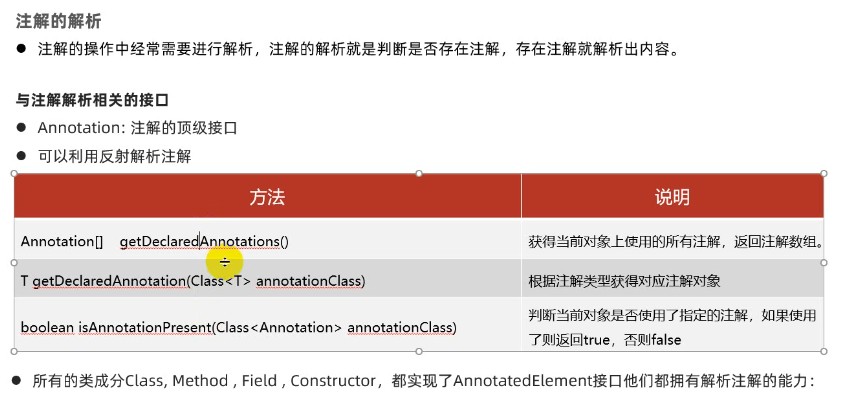 注解的解析
● 注解的操作中经常需要进行解析，注解的解析就是判断是否存在注解，存在注解就解析出内容。
与注解解析相关的接口
● Annotation: 注解的顶级接口
● 可以利用反射解析注解
方法 说明
Annotation[] getDeclaredAnnotations() 获得当前对象上使用的所有注解，返回注解数组。
T getDeclaredAnnotation(Class<T> annotationClass) 根据注解类型获得对应注解对象
boolean isAnnotationPresent(Class<Annotation> annotationClass) 判断当前对象是否使用了指定的注解，如果使用
了则返回true，否则false
● 所有的类成分Class, Method , Field , Constructor，都实现了AnnotatedElement接口他们都拥有解析注解的能力：